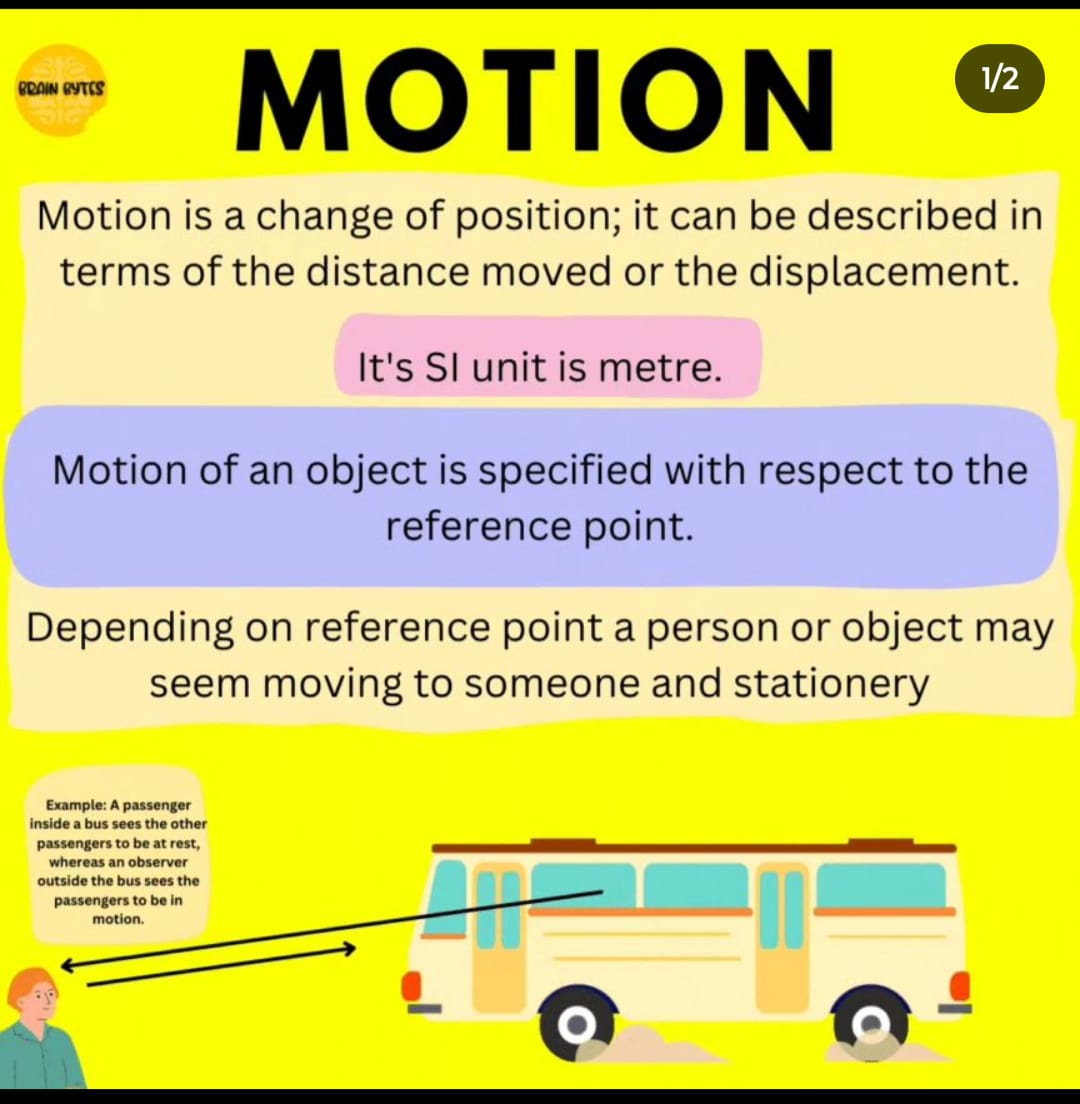 BRAIN BYTES
MOTION
1/2
Motion is a change of position; it can be described in
terms of the distance moved or the displacement.
It's SI unit is metre.
Motion of an object is specified with respect to the
reference point.
Depending on reference point a person or object may
seem moving to someone and stationery
Example: A passenger
inside a bus sees the other
passengers to be at rest,
whereas an observer
outside the bus sees the
passengers to be in
motion.